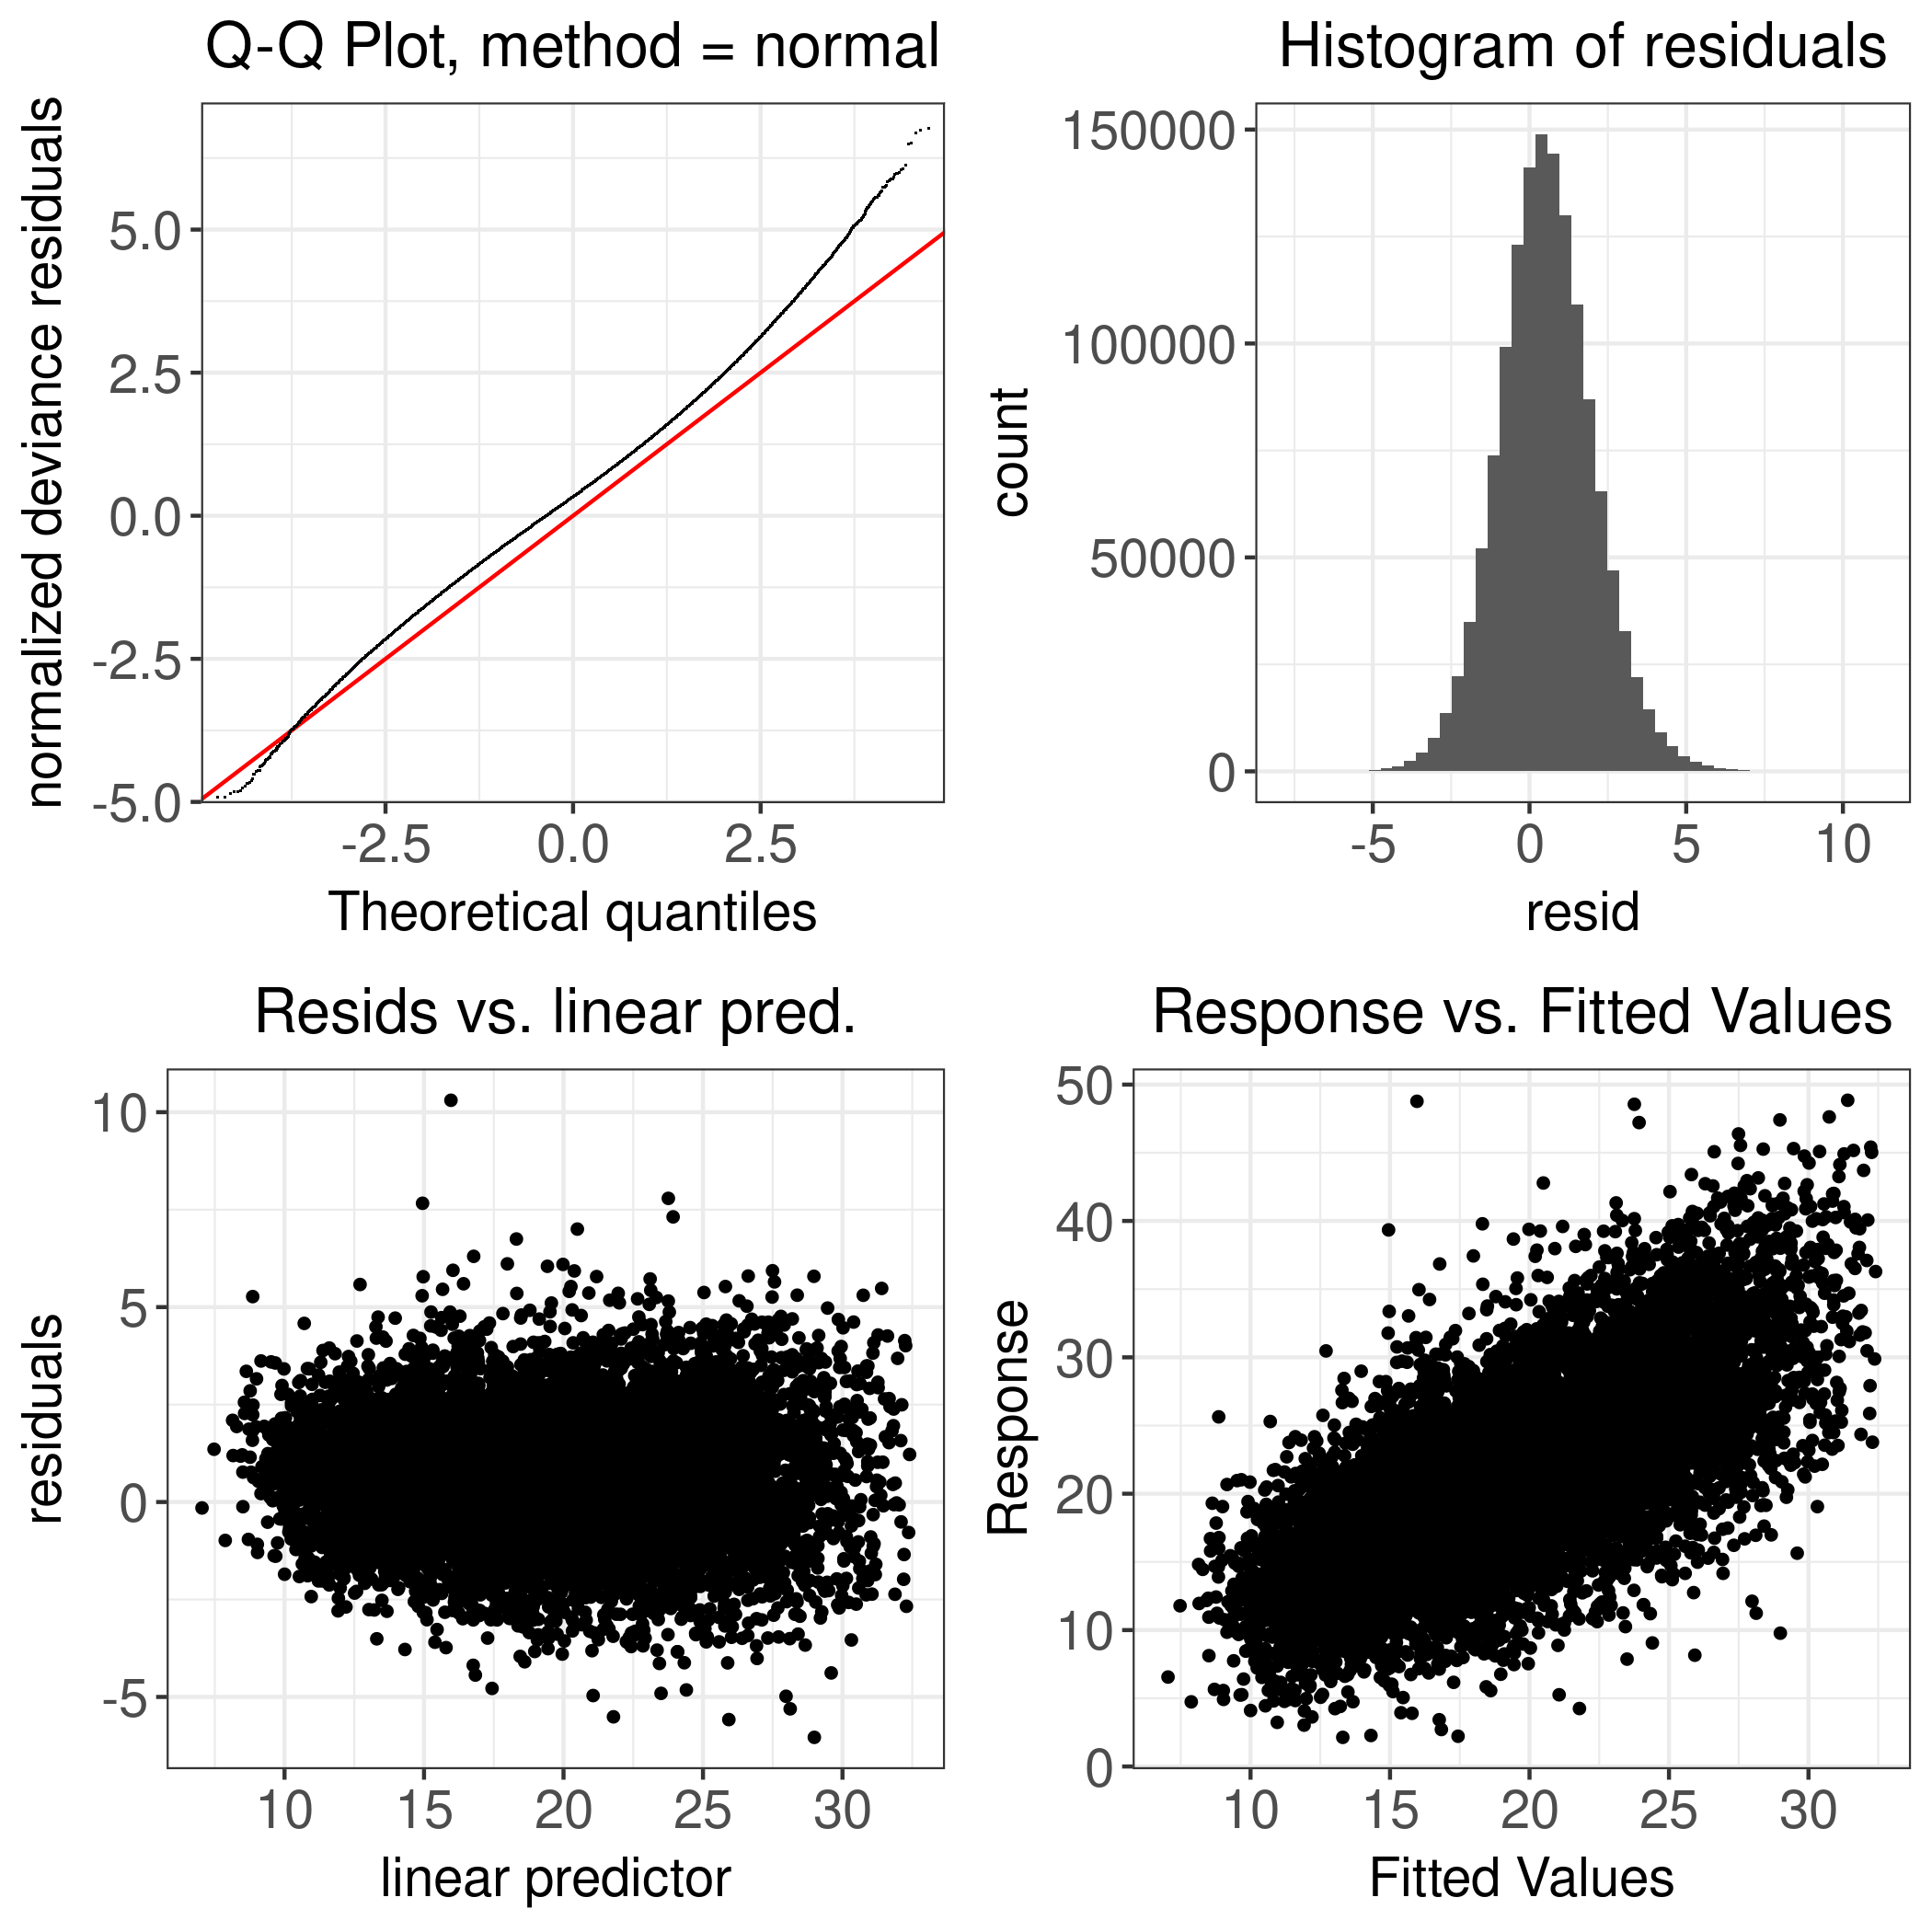 Q-Q Plot, method = normal
normalized deviance residuals
5.0
2.5
0.0
-2.5
-5.0
-2.5 0.0 2.5
Theoretical quantiles
Histogram of residuals
count
150000
100000
50000
0
-5 0 5 10
resid
Resids vs. linear pred.
residuals
10
5
0
-5
10 15 20 25 30
linear predictor
Response vs. Fitted Values
Response
50
40
30
20
10
0
10 15 20 25 30
Fitted Values